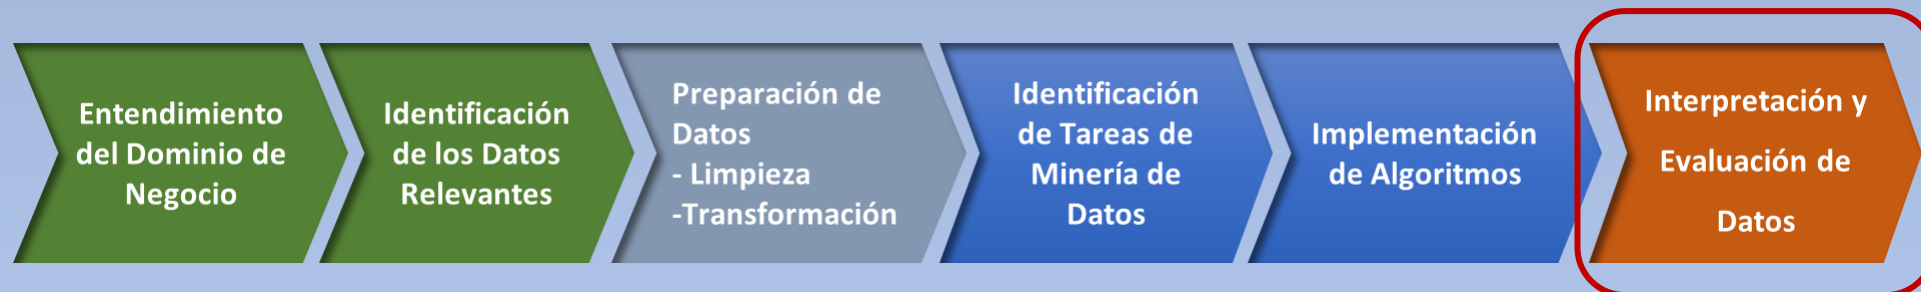 Entendimiento
del Dominio de
Negocio
Identificación
de los Datos
Relevantes
Preparación de
Datos
- Limpieza
-Transformación
Identificación
de Tareas de
Minería de
Datos
Implementación
de Algoritmos
Interpretación y
Evaluación de
Datos